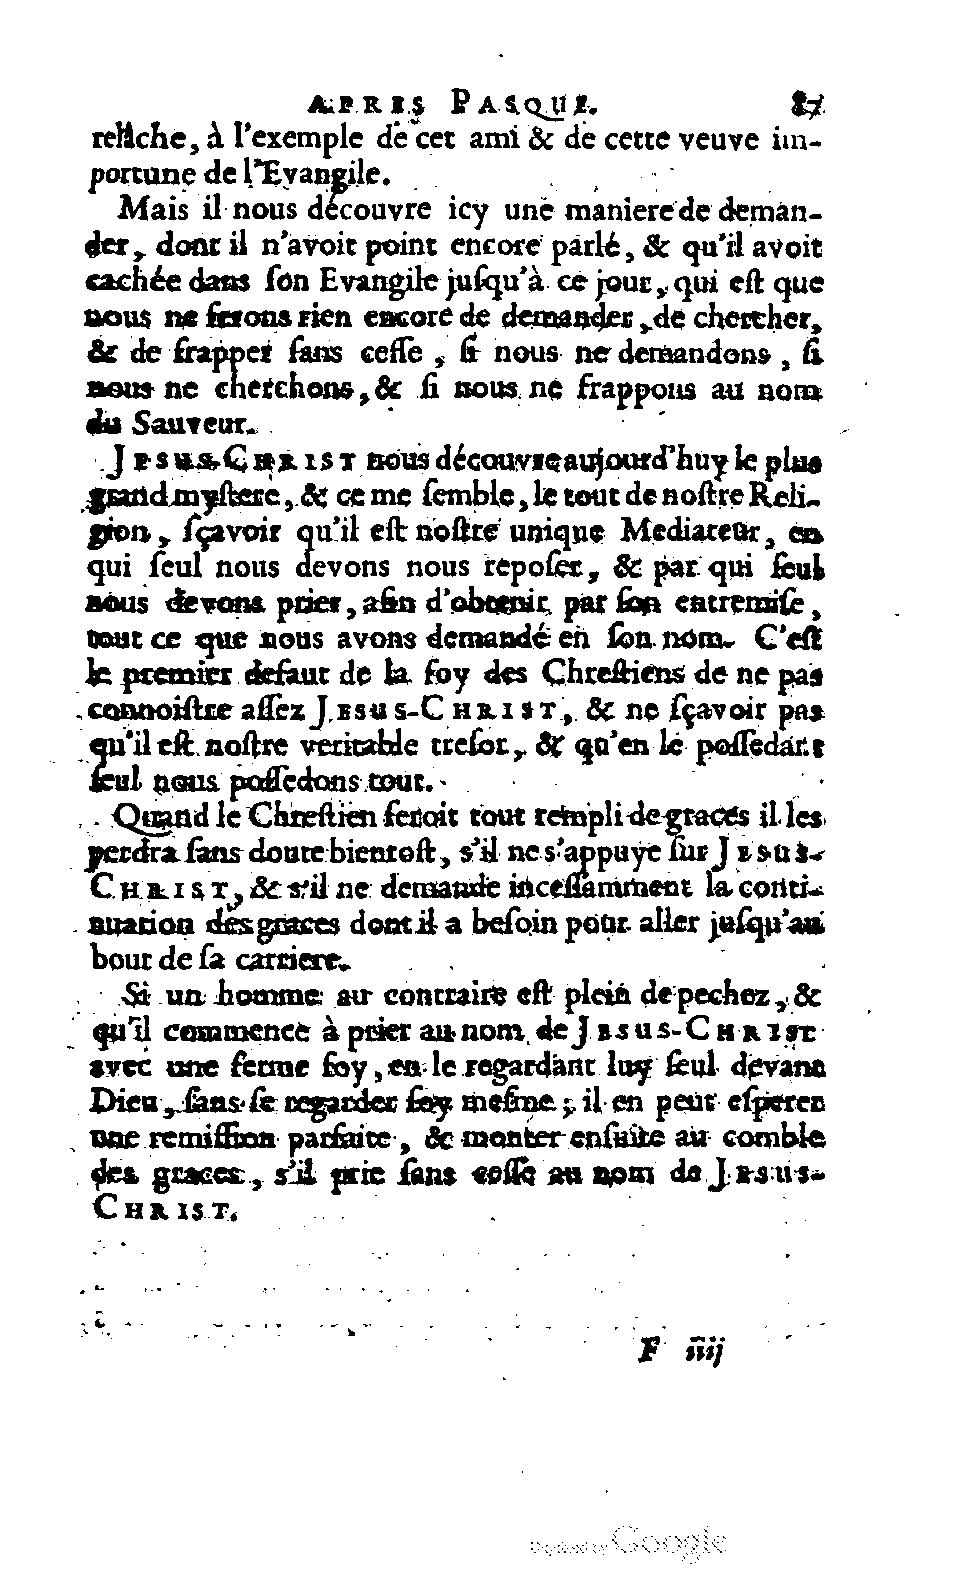 APRES PASQUE. 87
relâche, à l'exemple de cet ami & de cette veuve im-
portune de l'Evangile.
Mais il nous découvre icy une maniere de deman-
der, dont il n'avoit point encore parlé, & qu'il avoit
cachée dans ſon Evangile juſqu'à ce jour, qui eſt que
nous ne ferons rien encore de demander, de chercher,
& de frapper ſans ceſſe, ſi nous ne demandons, ſi
nous ne cherchons, & ſi nous ne frappons au nom
du Sauveur.
JESUS-CHRIST nous découvre aujourd'huy le plus
grand myſtere, & ce me ſemble, le tout de noſtre Reli-
gion, ſçavoir qu'il eſt noſtre unique Mediateur, en
qui ſeul nous devons nous repoſer, & par qui ſeul
nous devons prier, afin d'obtenir par ſon entremiſe,
tout ce que nous avons demandé en ſon nom. C'eſt
le premier defaut de la foy des Chreſtiens de ne pas
connoiſtre aſſez JESUS-CHRIST, & ne ſçavoir pas
qu'il eſt noſtre veritable treſor, & qu'en le poſſedant
ſeul nous poſſedons tout.
Quand le Chreſtien ſeroit tout rempli de graces il les
perdra ſans doute bientoſt, s'il ne s'appuye ſur JESUS-
CHRIST, & s'il ne demande inceſſamment la conti-
nuation des graces dont il a beſoin pour aller juſqu'au
bout de ſa carriere.
Si un homme au contraire eſt plein de pechez, &
qu'il commence à prier au nom de JESUS-CHRIST
avec une ferme foy, en le regardant luy ſeul devant
Dieu, ſans ſe regarder ſoy meſme, il en peut eſperer
une remiſſion parfaite, & monter enſuite au comble
des graces, s'il prie ſans ceſſe au nom de JESUS-
CHRIST.
F iiij
Digitized by Google